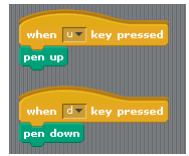 when u key pressed
pen up
when d key pressed
pen down